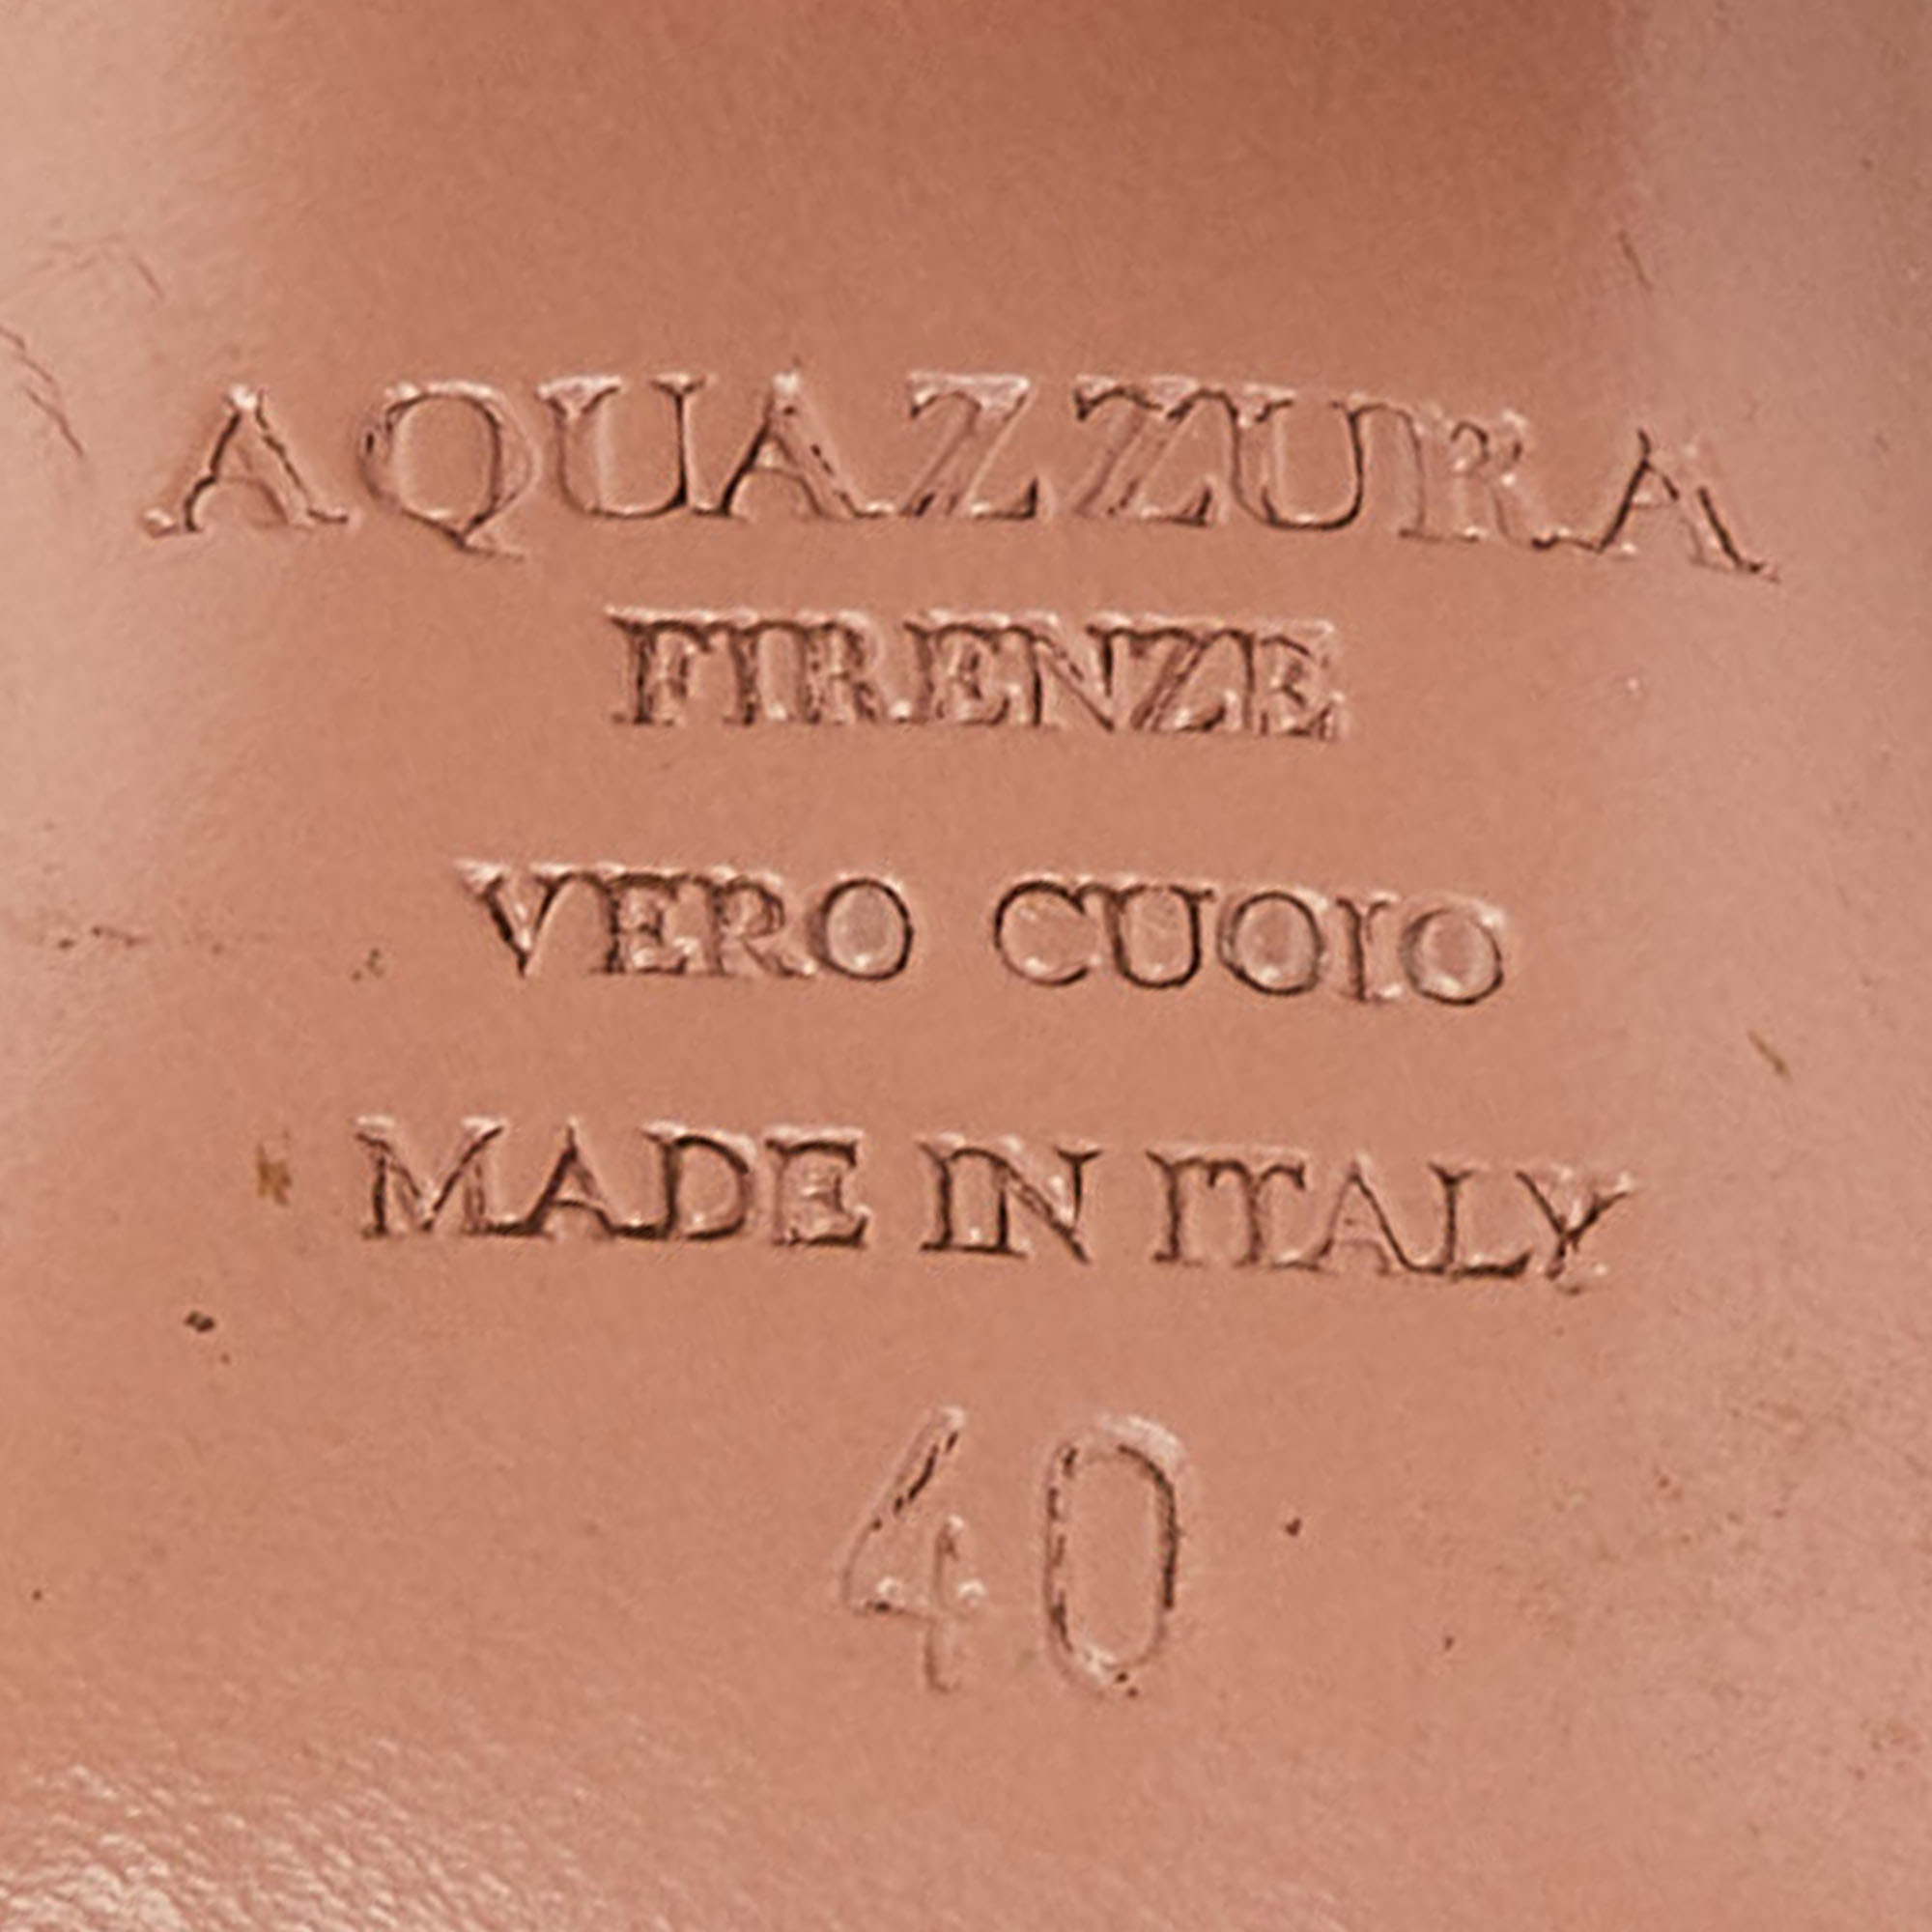 AQUAZZURA
FIRENZE
VERO CUOIO
MADE IN ITALY
40